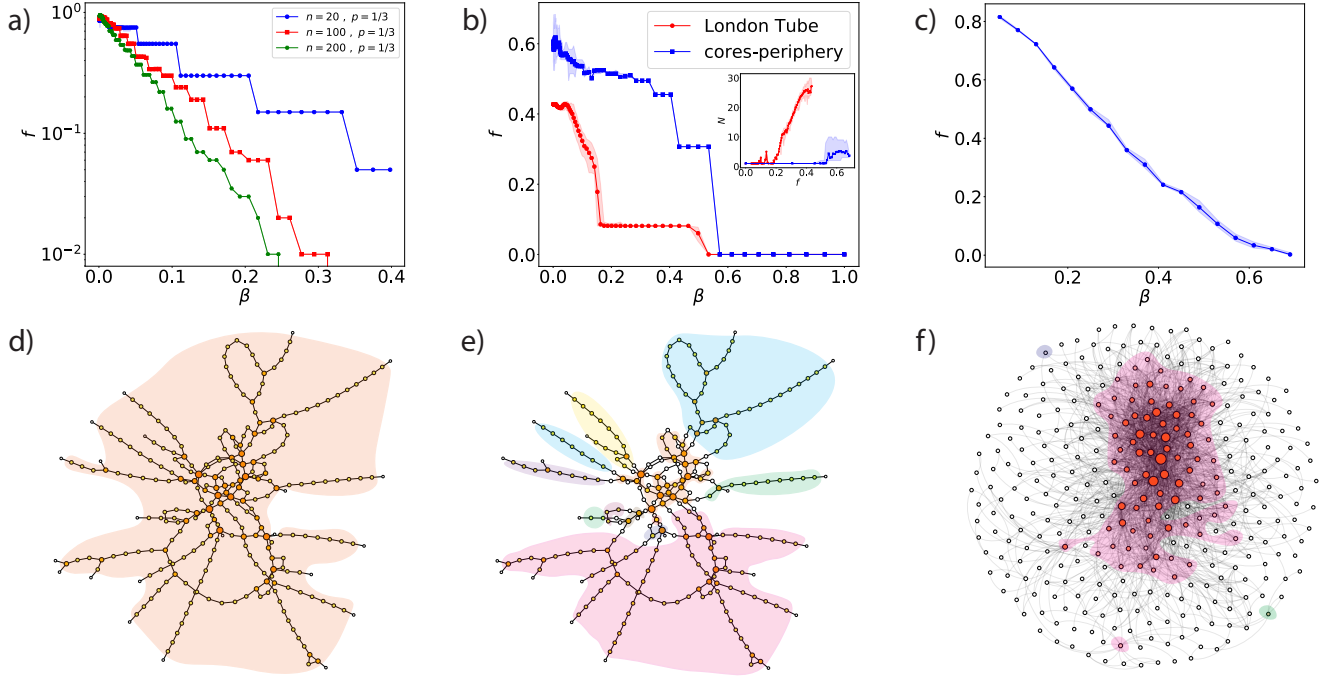 a)
n = 20 , p = 1/3
n = 100 , p = 1/3
n = 200 , p = 1/3
10⁰
10⁻¹
10⁻²
f
0.0 0.1 0.2 0.3 0.4
β
b)
London Tube
cores-periphery
0.6
0.4
0.2
0.0
f
0.0 0.2 0.4 0.6 0.8 1.0
β
30
20
10
0
N
0.0 0.2 0.4 0.6
f
c)
0.8
0.6
0.4
0.2
0.0
f
0.2 0.4 0.6
β
d)
e)
f)